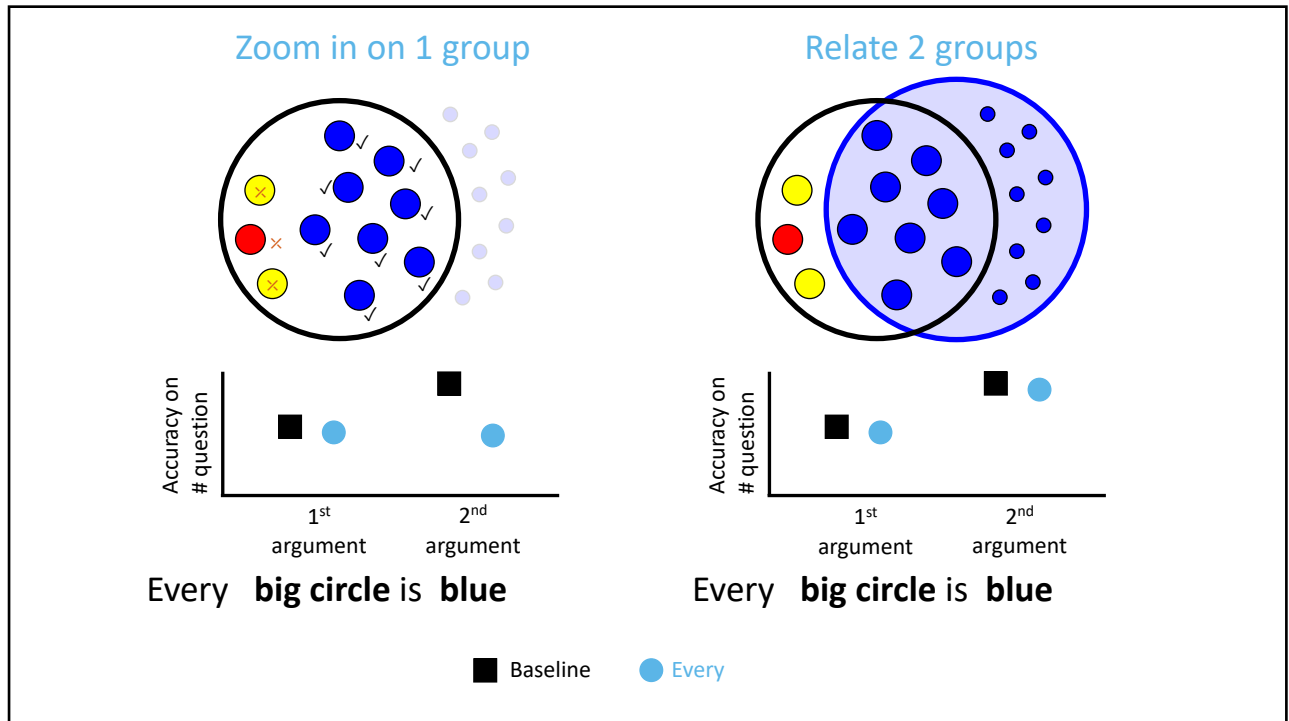 Zoom in on 1 group
Accuracy on
# question
1st
argument
2nd
argument
Every big circle is blue
Relate 2 groups
Accuracy on
# question
1st
argument
2nd
argument
Every big circle is blue
Baseline
Every